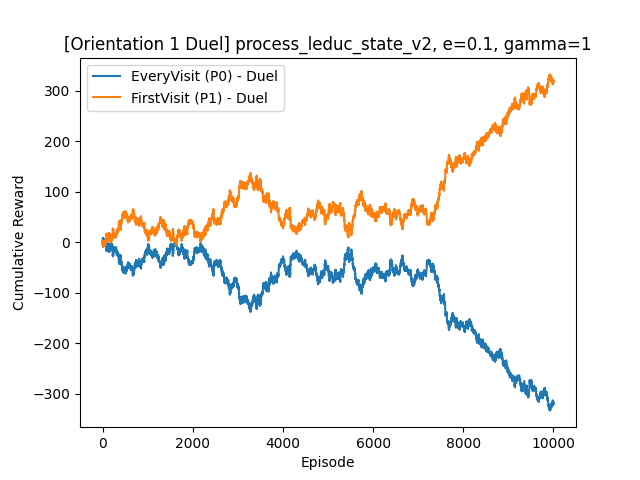 [Orientation 1 Duel] process_leduc_state_v2, e=0.1, gamma=1
EveryVisit (P0) - Duel
FirstVisit (P1) - Duel
Cumulative Reward
300
200
100
0
−100
−200
−300
0 2000 4000 6000 8000 10000
Episode